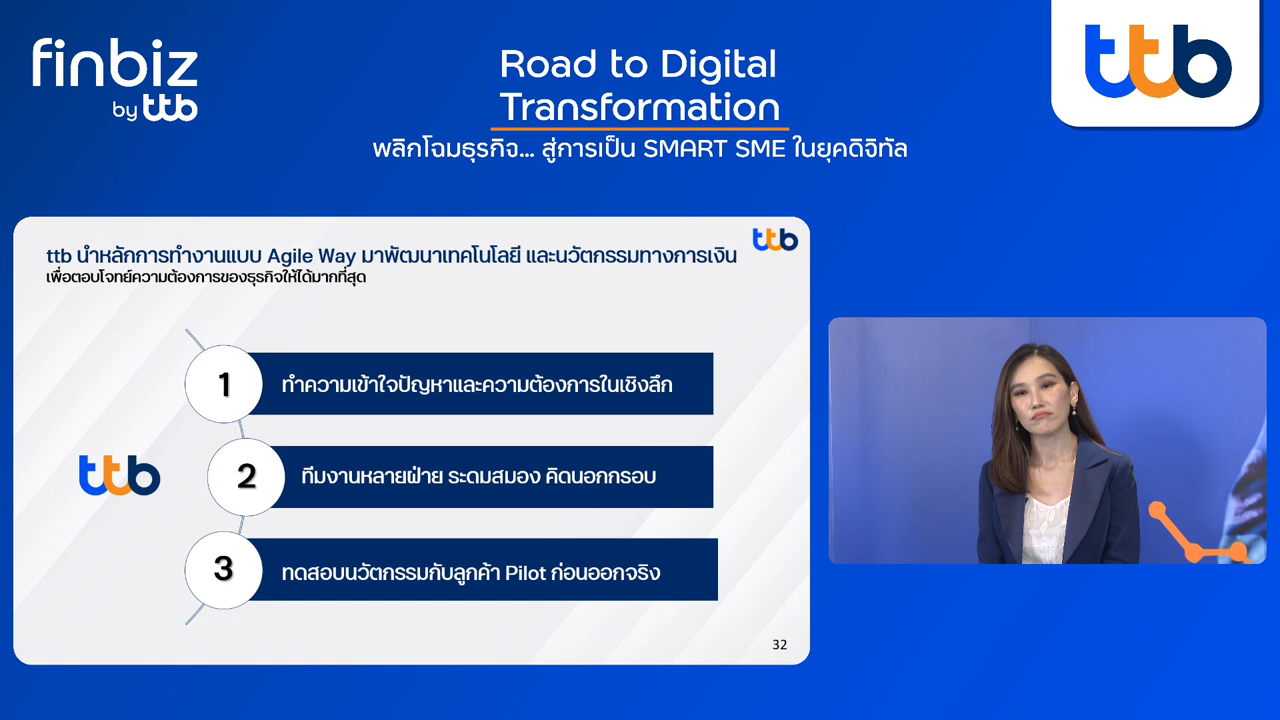 finbiz
by ttb
Road to Digital
Transformation
พลิกโฉมธุรกิจ... สู่การเป็น SMART SME ในยุคดิจิทัล
ttb
ttb นำหลักการทำงานแบบ Agile Way มาพัฒนาเทคโนโลยี และนวัตกรรมทางการเงิน
เพื่อตอบโจทย์ความต้องการของธุรกิจให้ได้มากที่สุด
ttb
1 ทำความเข้าใจปัญหาและความต้องการในเชิงลึก
ttb
2 ทีมงานหลายฝ่าย ระดมสมอง คิดนอกกรอบ
3 ทดสอบนวัตกรรมกับลูกค้า Pilot ก่อนออกจริง
32